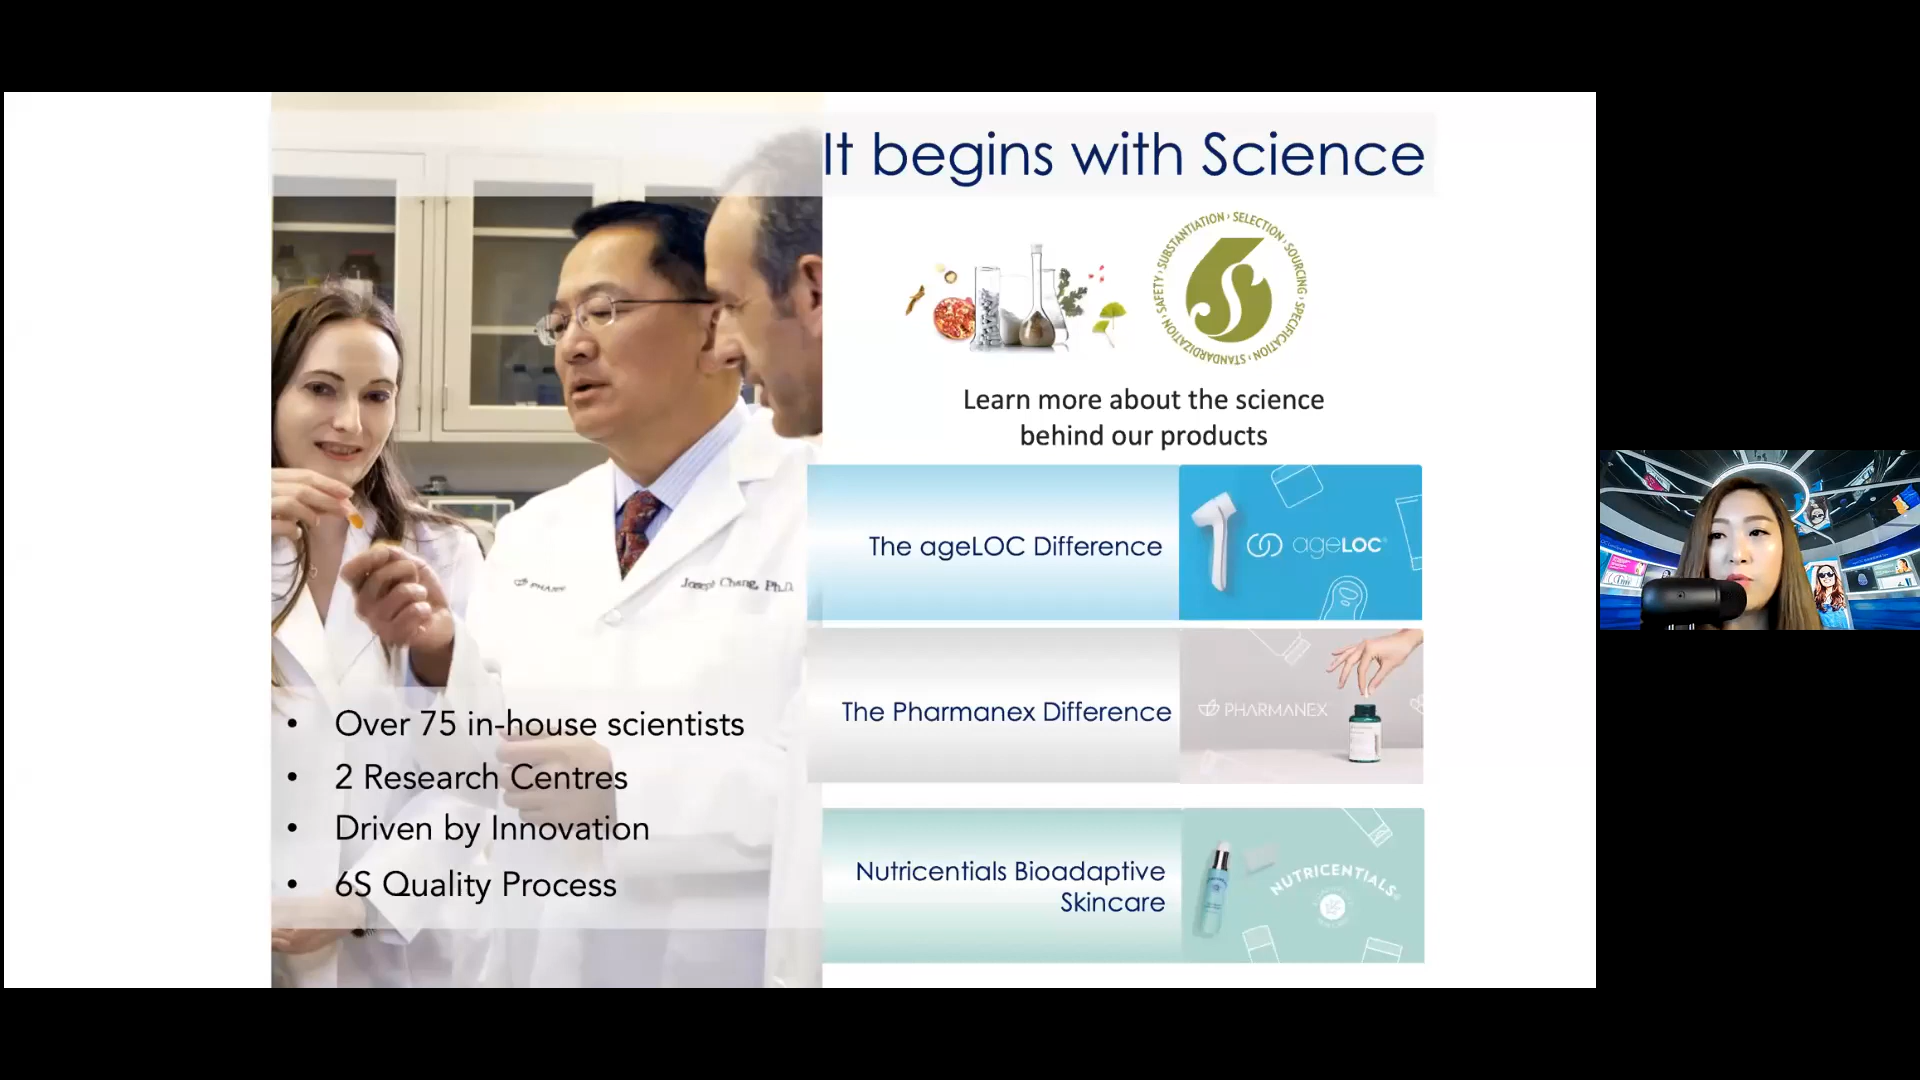 It begins with Science
SUBSTANTIATION › SELECTION › SOURCING › SPECIFICATION › STANDARDIZATION › SAFETY ›
6S
Learn more about the science
behind our products
PHARM
Joseph Chang, Ph.D.
The ageLOC Difference
ageLOC®
The Pharmanex Difference
PHARMANEX
Nutricentials Bioadaptive
Skincare
NUTRICENTIALS®
• Over 75 in-house scientists
• 2 Research Centres
• Driven by Innovation
• 6S Quality Process